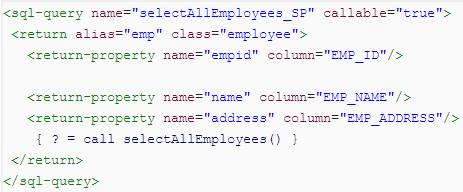 <sql-query name="selectAllEmployees_SP" callable="true">
 <return alias="emp" class="employee">
   <return-property name="empid" column="EMP_ID"/>

   <return-property name="name" column="EMP_NAME"/>
   <return-property name="address" column="EMP_ADDRESS"/>
    { ? = call selectAllEmployees() }
 </return>
</sql-query>